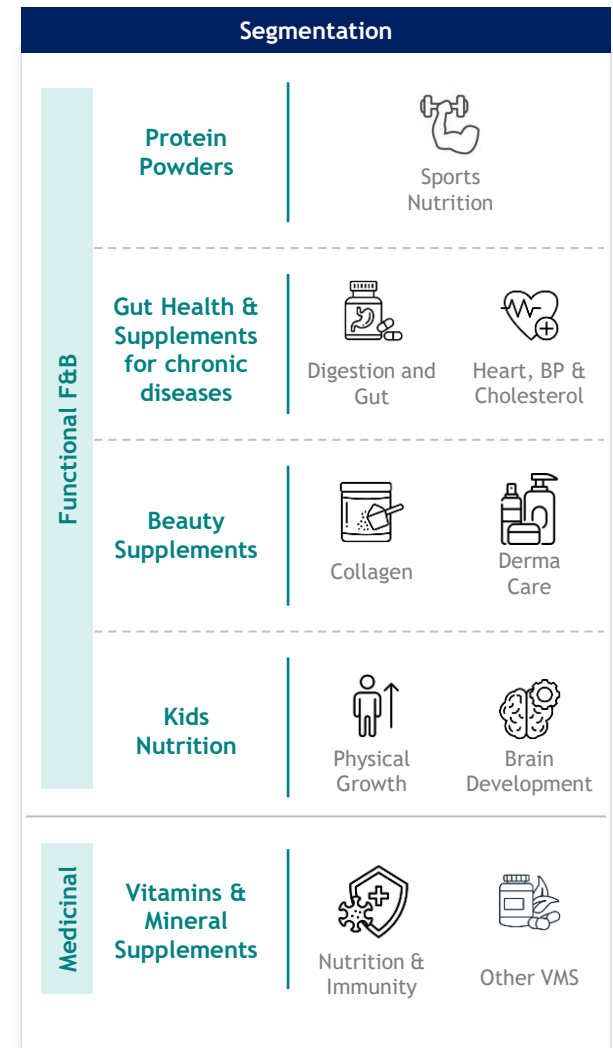 Segmentation
Functional F&B
Protein
Powders
Sports
Nutrition
Gut Health &
Supplements
for chronic
diseases
Digestion and
Gut
Heart, BP &
Cholesterol
Beauty
Supplements
Collagen
Derma
Care
Kids
Nutrition
Physical
Growth
Brain
Development
Medicinal
Vitamins &
Mineral
Supplements
Nutrition &
Immunity
Other VMS